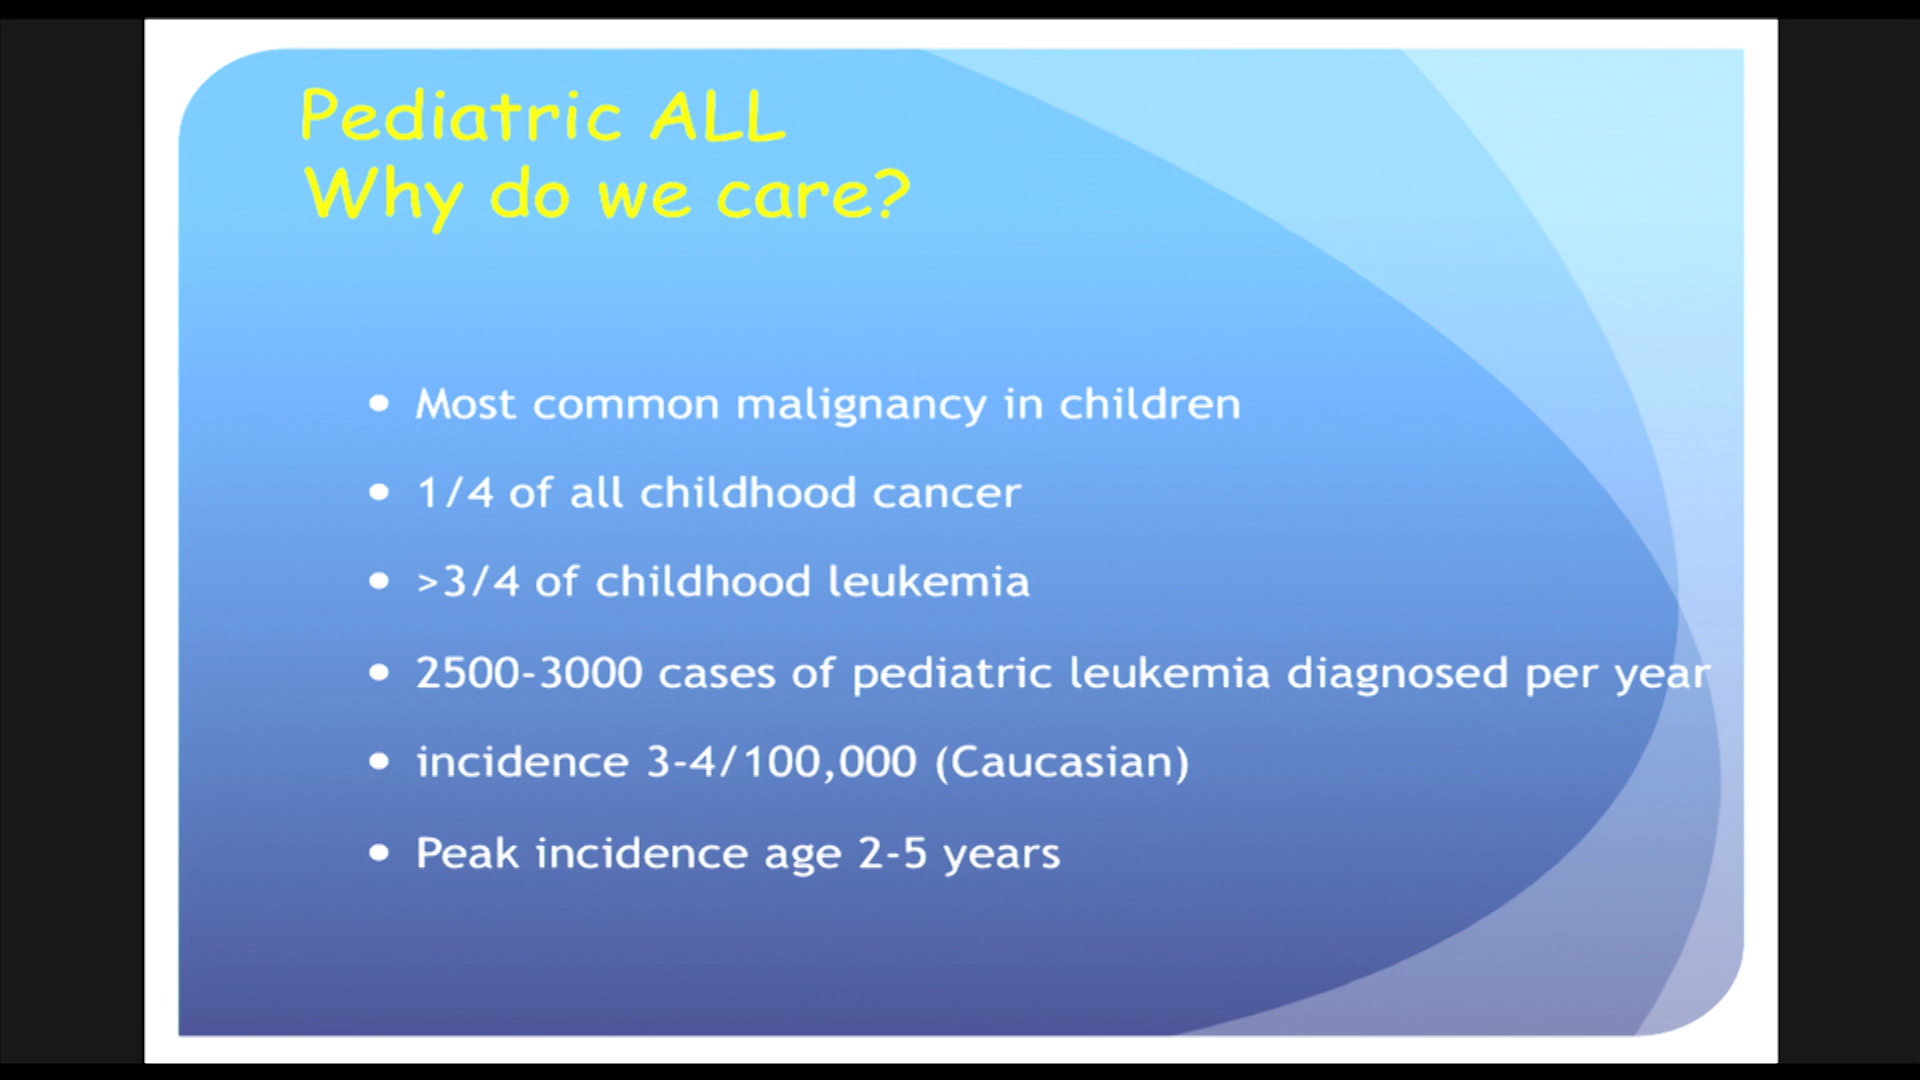 Pediatric ALL
Why do we care?
• Most common malignancy in children
• 1/4 of all childhood cancer
• >3/4 of childhood leukemia
• 2500-3000 cases of pediatric leukemia diagnosed per year
• incidence 3-4/100,000 (Caucasian)
• Peak incidence age 2-5 years